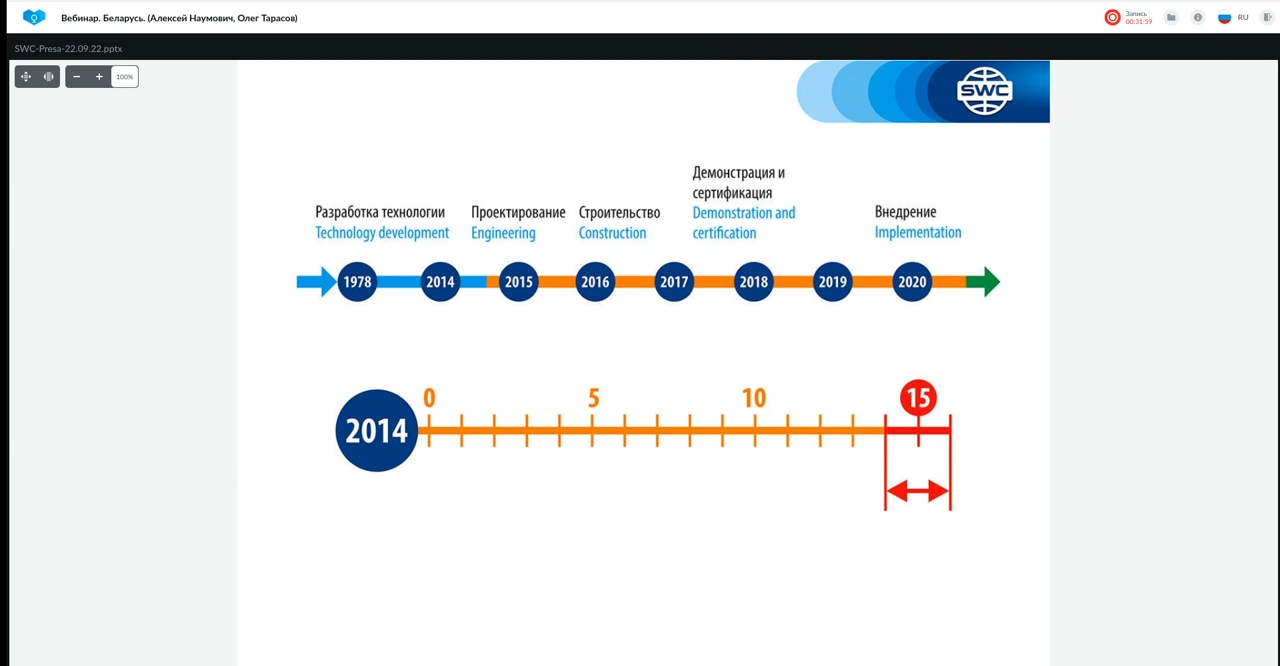 Вебинар. Беларусь. (Алексей Наумович, Олег Тарасов)
Запись
00:31:59
RU
SWC-Presa-22.09.22.pptx
100%
SWC
Разработка технологии
Technology development
Проектирование
Engineering
Строительство
Construction
Демонстрация и
сертификация
Demonstration and
certification
Внедрение
Implementation
1978
2014
2015
2016
2017
2018
2019
2020
0
5
10
15
2014